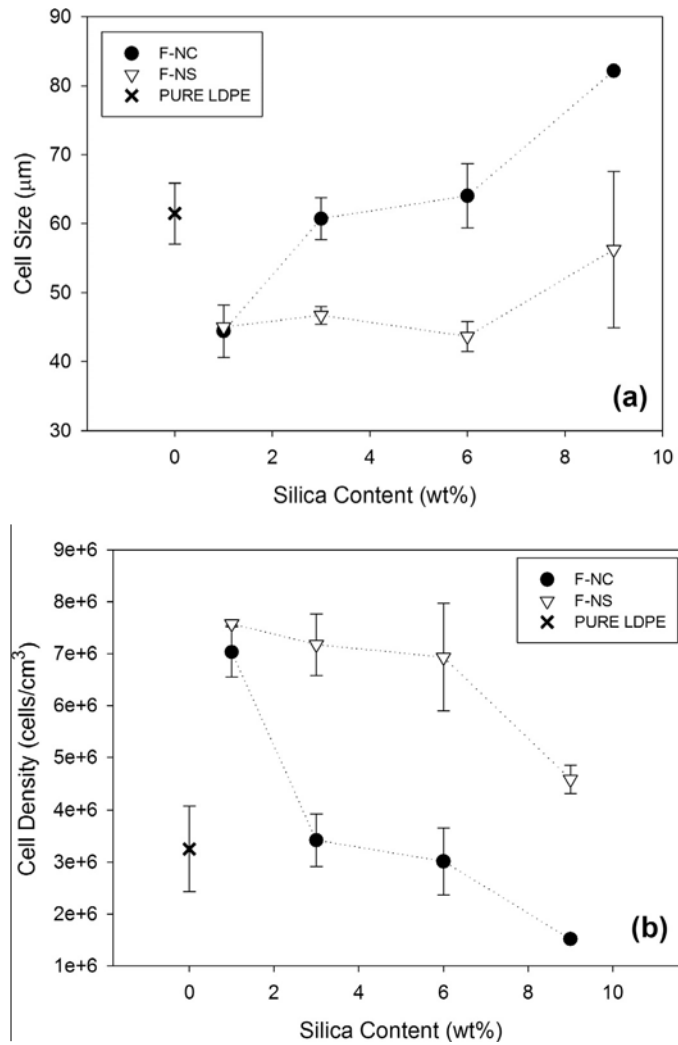 90
80
70
60
50
40
30
Cell Size (μm)
F-NC
F-NS
PURE LDPE
(a)
0 2 4 6 8 10
Silica Content (wt%)
9e+6
8e+6
7e+6
6e+6
5e+6
4e+6
3e+6
2e+6
1e+6
Cell Density (cells/cm³)
F-NC
F-NS
PURE LDPE
(b)
0 2 4 6 8 10
Silica Content (wt%)